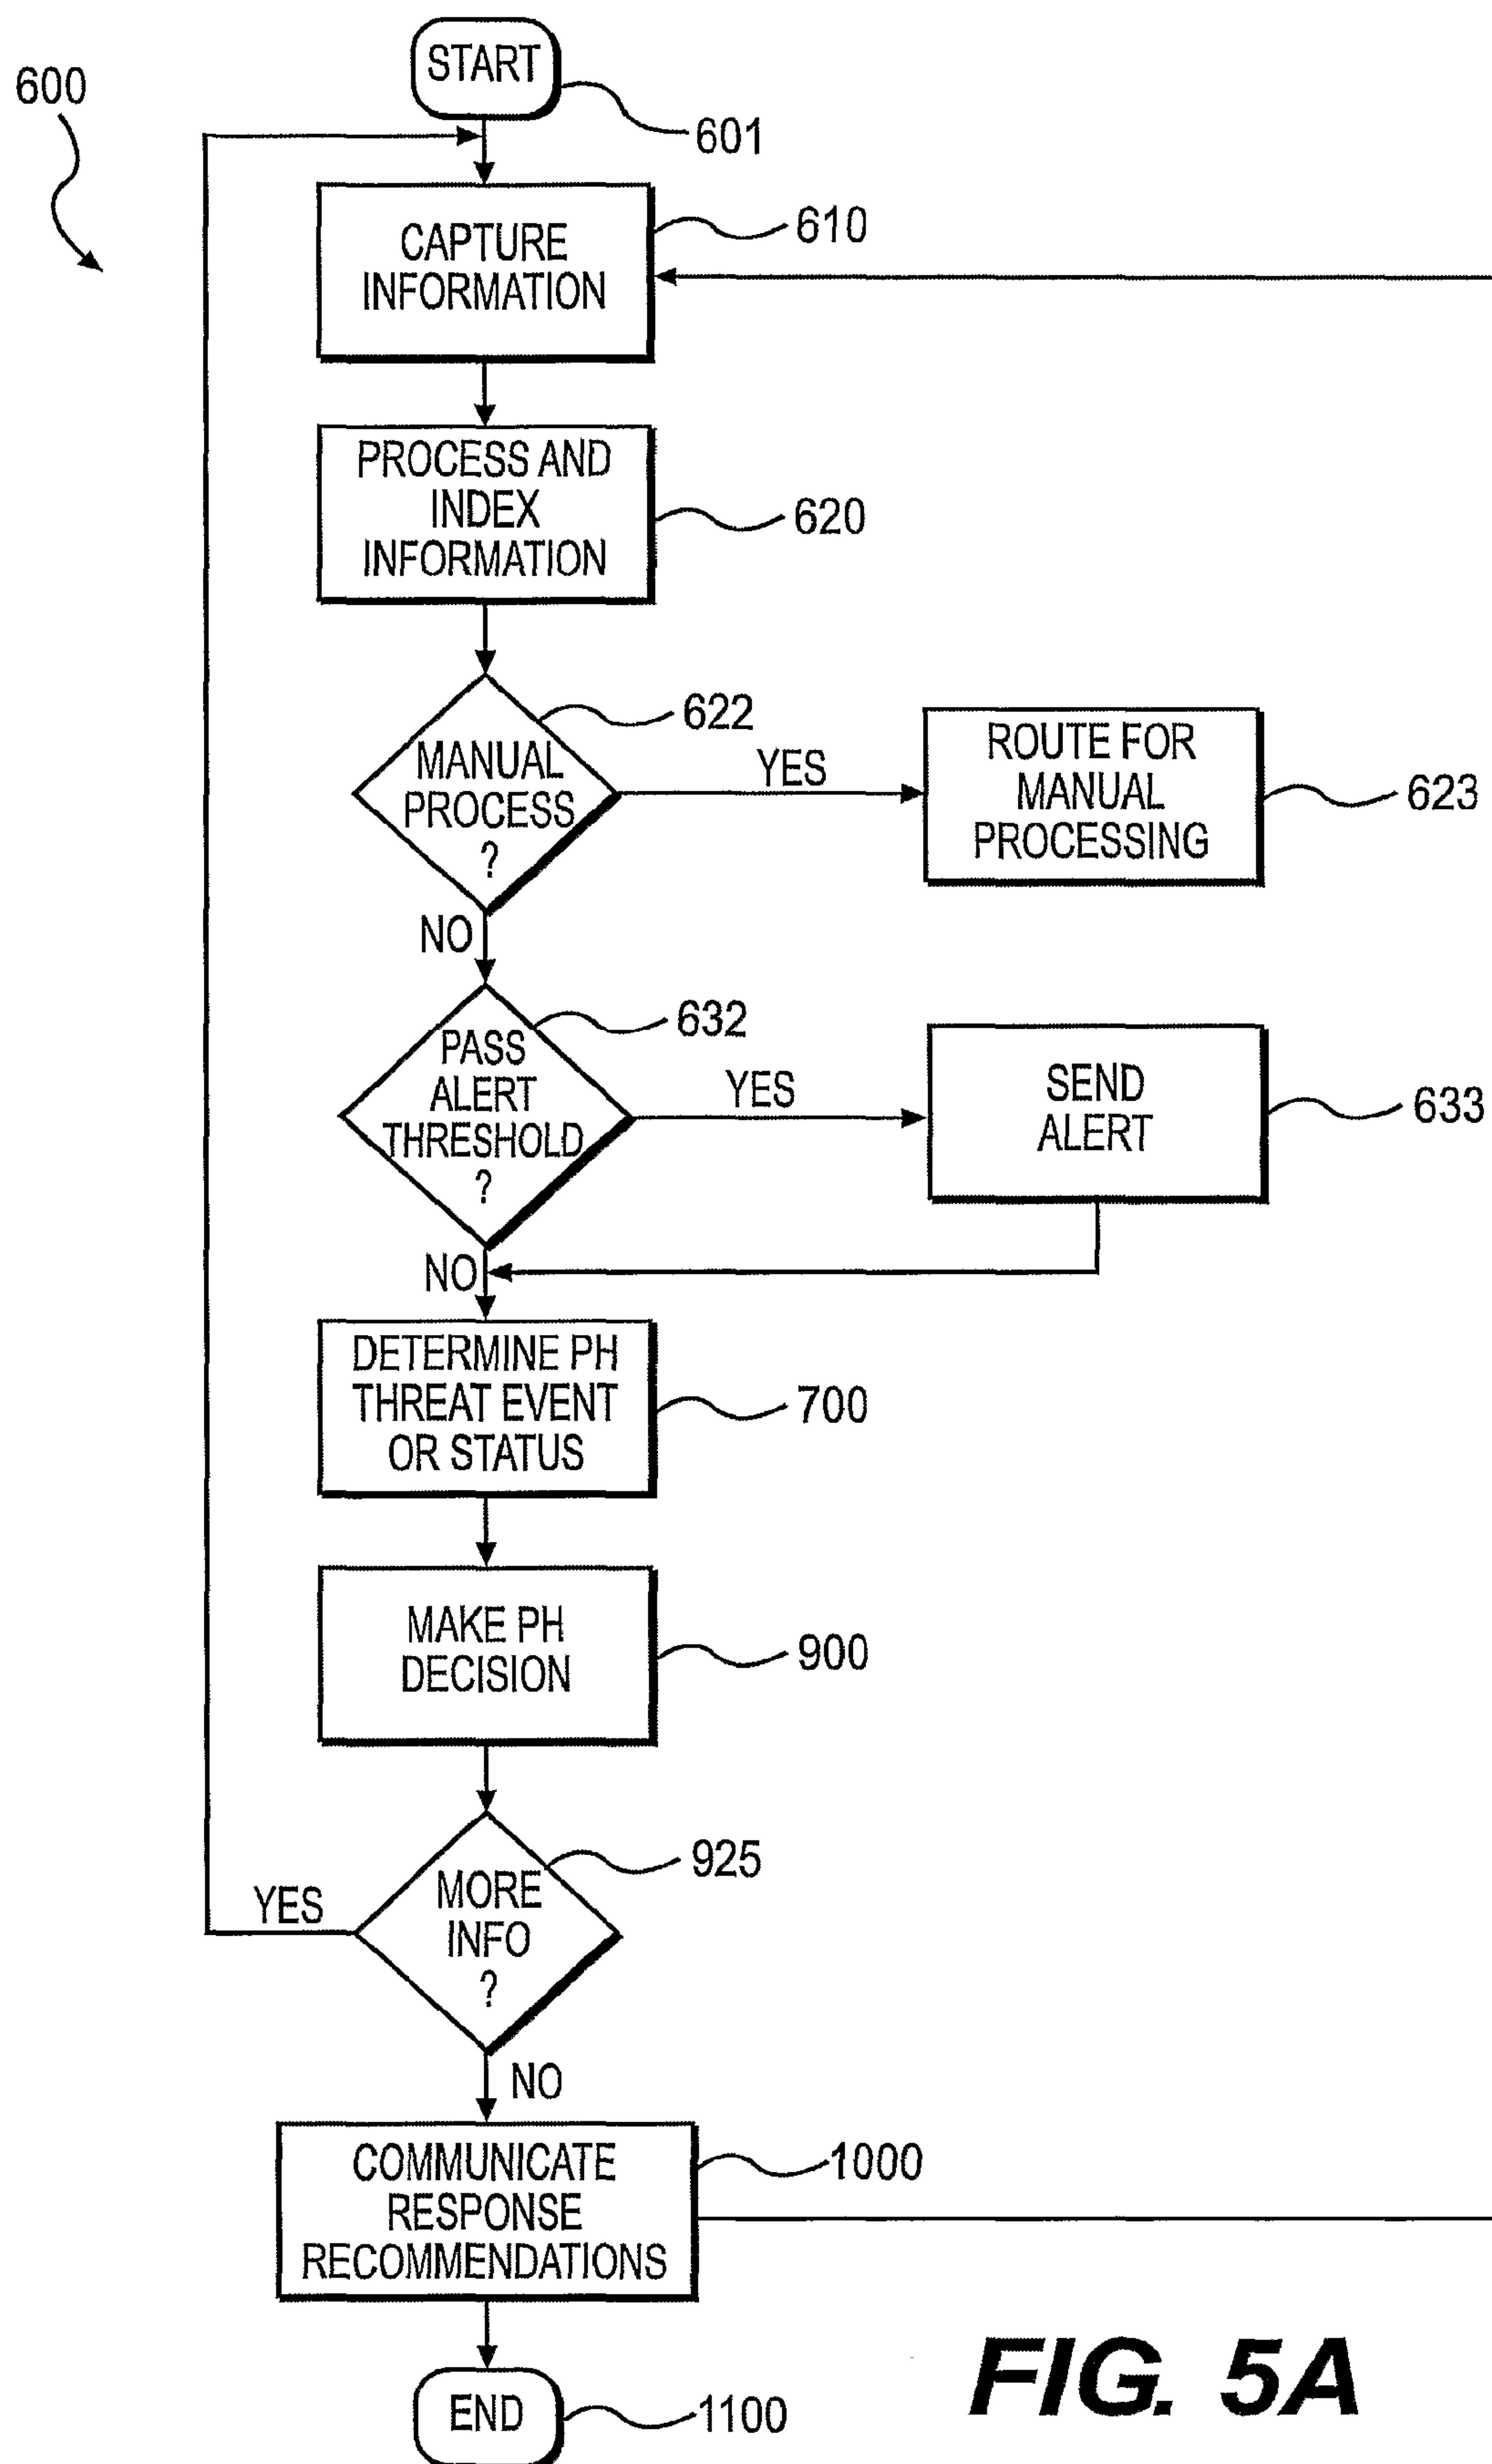 START
600
601
CAPTURE
INFORMATION
610
PROCESS AND
INDEX
INFORMATION
620
622
MANUAL
PROCESS
?
YES
ROUTE FOR
MANUAL
PROCESSING
623
NO
632
PASS
ALERT
THRESHOLD
?
YES
SEND
ALERT
633
NO
DETERMINE PH
THREAT EVENT
OR STATUS
700
MAKE PH
DECISION
900
925
MORE
INFO
?
YES
NO
COMMUNICATE
RESPONSE
RECOMMENDATIONS
1000
END
1100
FIG. 5A